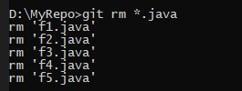 D:\MyRepo>git rm *.java
rm 'f1.java'
rm 'f2.java'
rm 'f3.java'
rm 'f4.java'
rm 'f5.java'